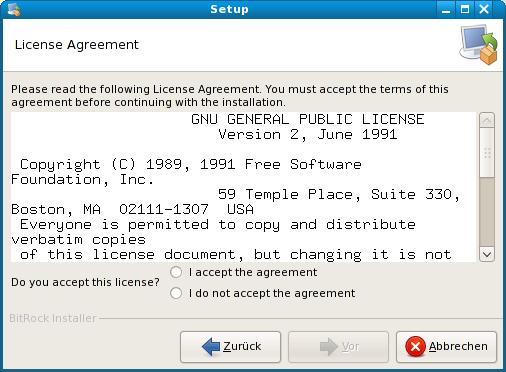 Setup
License Agreement
Please read the following License Agreement. You must accept the terms of this
agreement before continuing with the installation.
GNU GENERAL PUBLIC LICENSE
Version 2, June 1991
Copyright (C) 1989, 1991 Free Software
Foundation, Inc.
59 Temple Place, Suite 330,
Boston, MA  02111-1307  USA
Everyone is permitted to copy and distribute
verbatim copies
of this license document, but changing it is not
Do you accept this license?
I accept the agreement
I do not accept the agreement
BitRock Installer
Zurück
Vor
Abbrechen